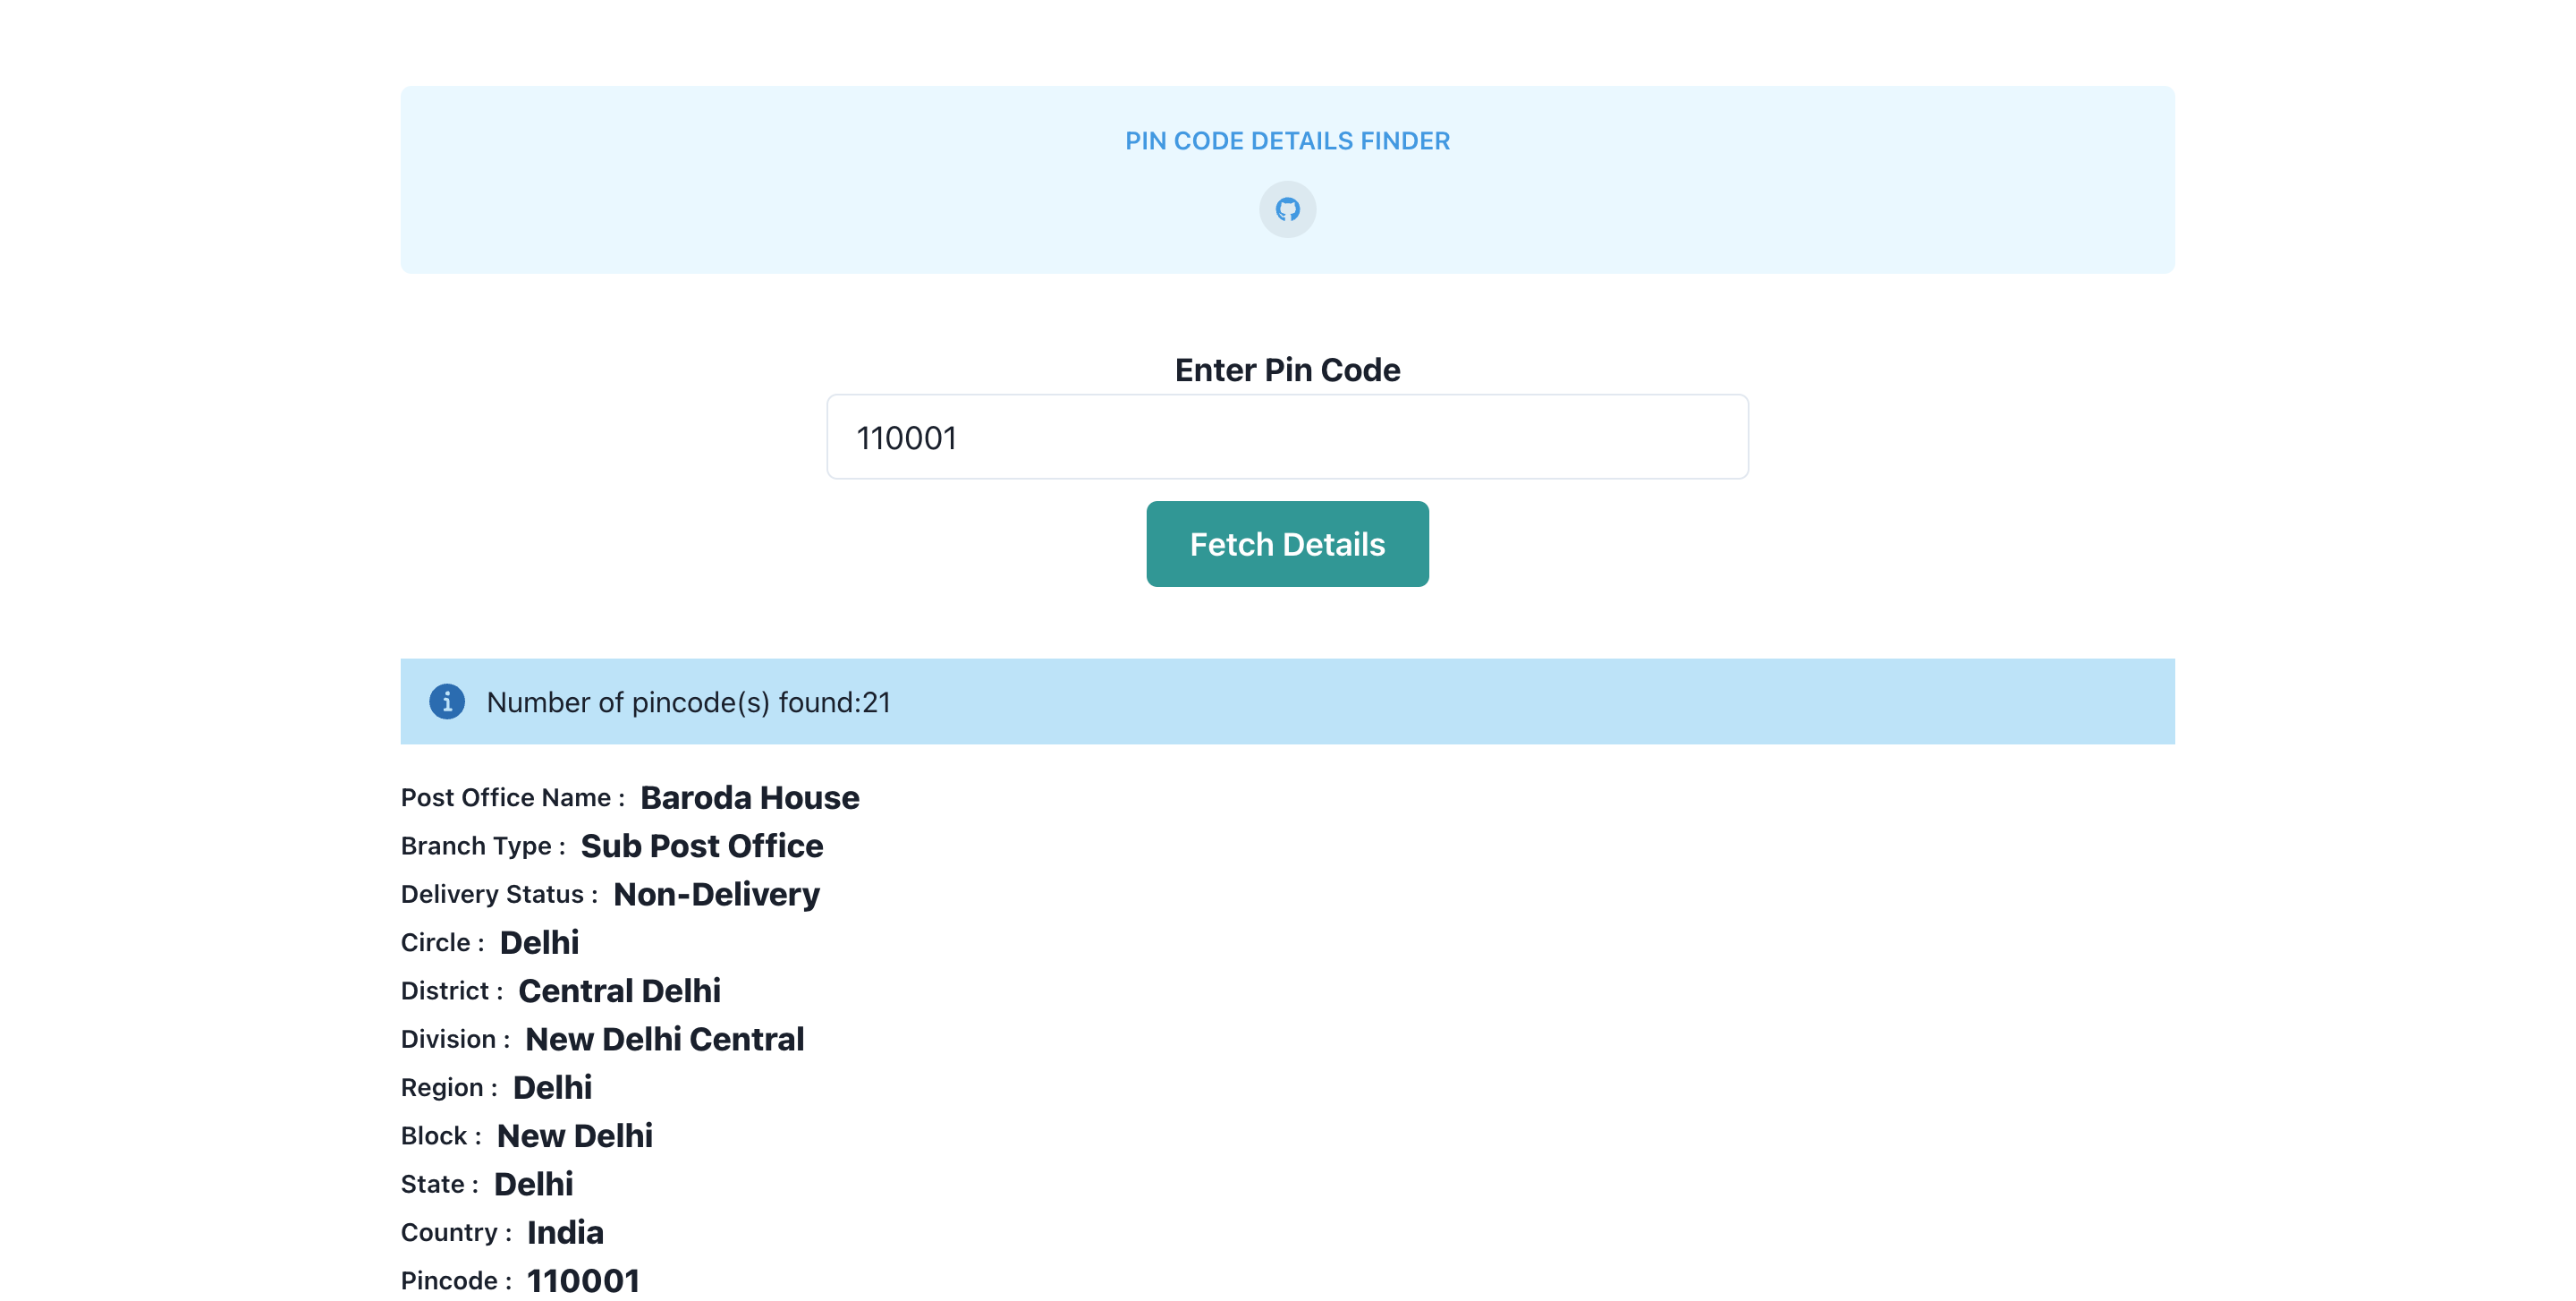 PIN CODE DETAILS FINDER
Enter Pin Code
110001
Fetch Details
Number of pincode(s) found:21
Post Office Name : Baroda House
Branch Type : Sub Post Office
Delivery Status : Non-Delivery
Circle : Delhi
District : Central Delhi
Division : New Delhi Central
Region : Delhi
Block : New Delhi
State : Delhi
Country : India
Pincode : 110001